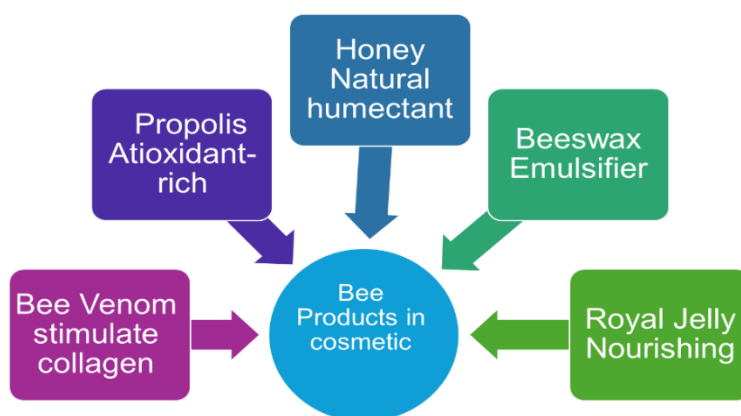 Honey
Natural
humectant
Propolis
Atioxidant-
rich
Beeswax
Emulsifier
Bee Venom
stimulate
collagen
Bee
Products in
cosmetic
Royal Jelly
Nourishing